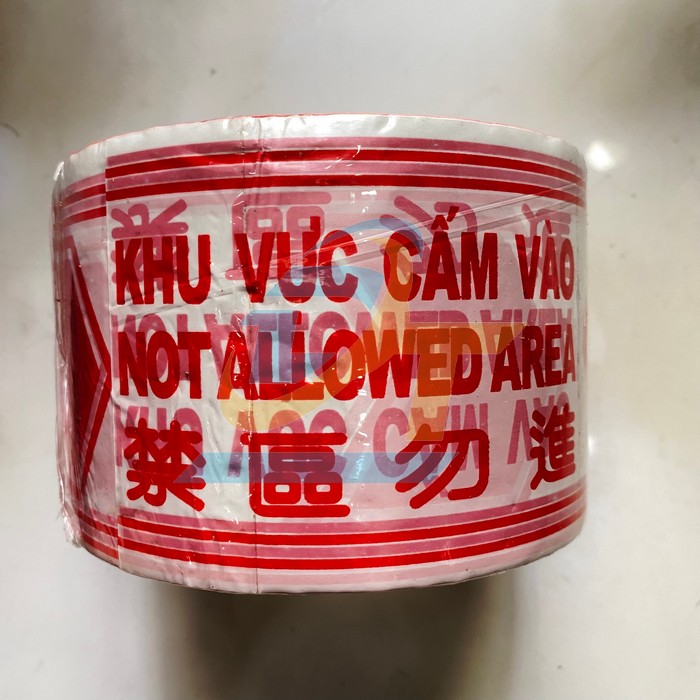 KHU VỰC CẤM VÀO
NOT ALLOWED AREA
禁區勿進